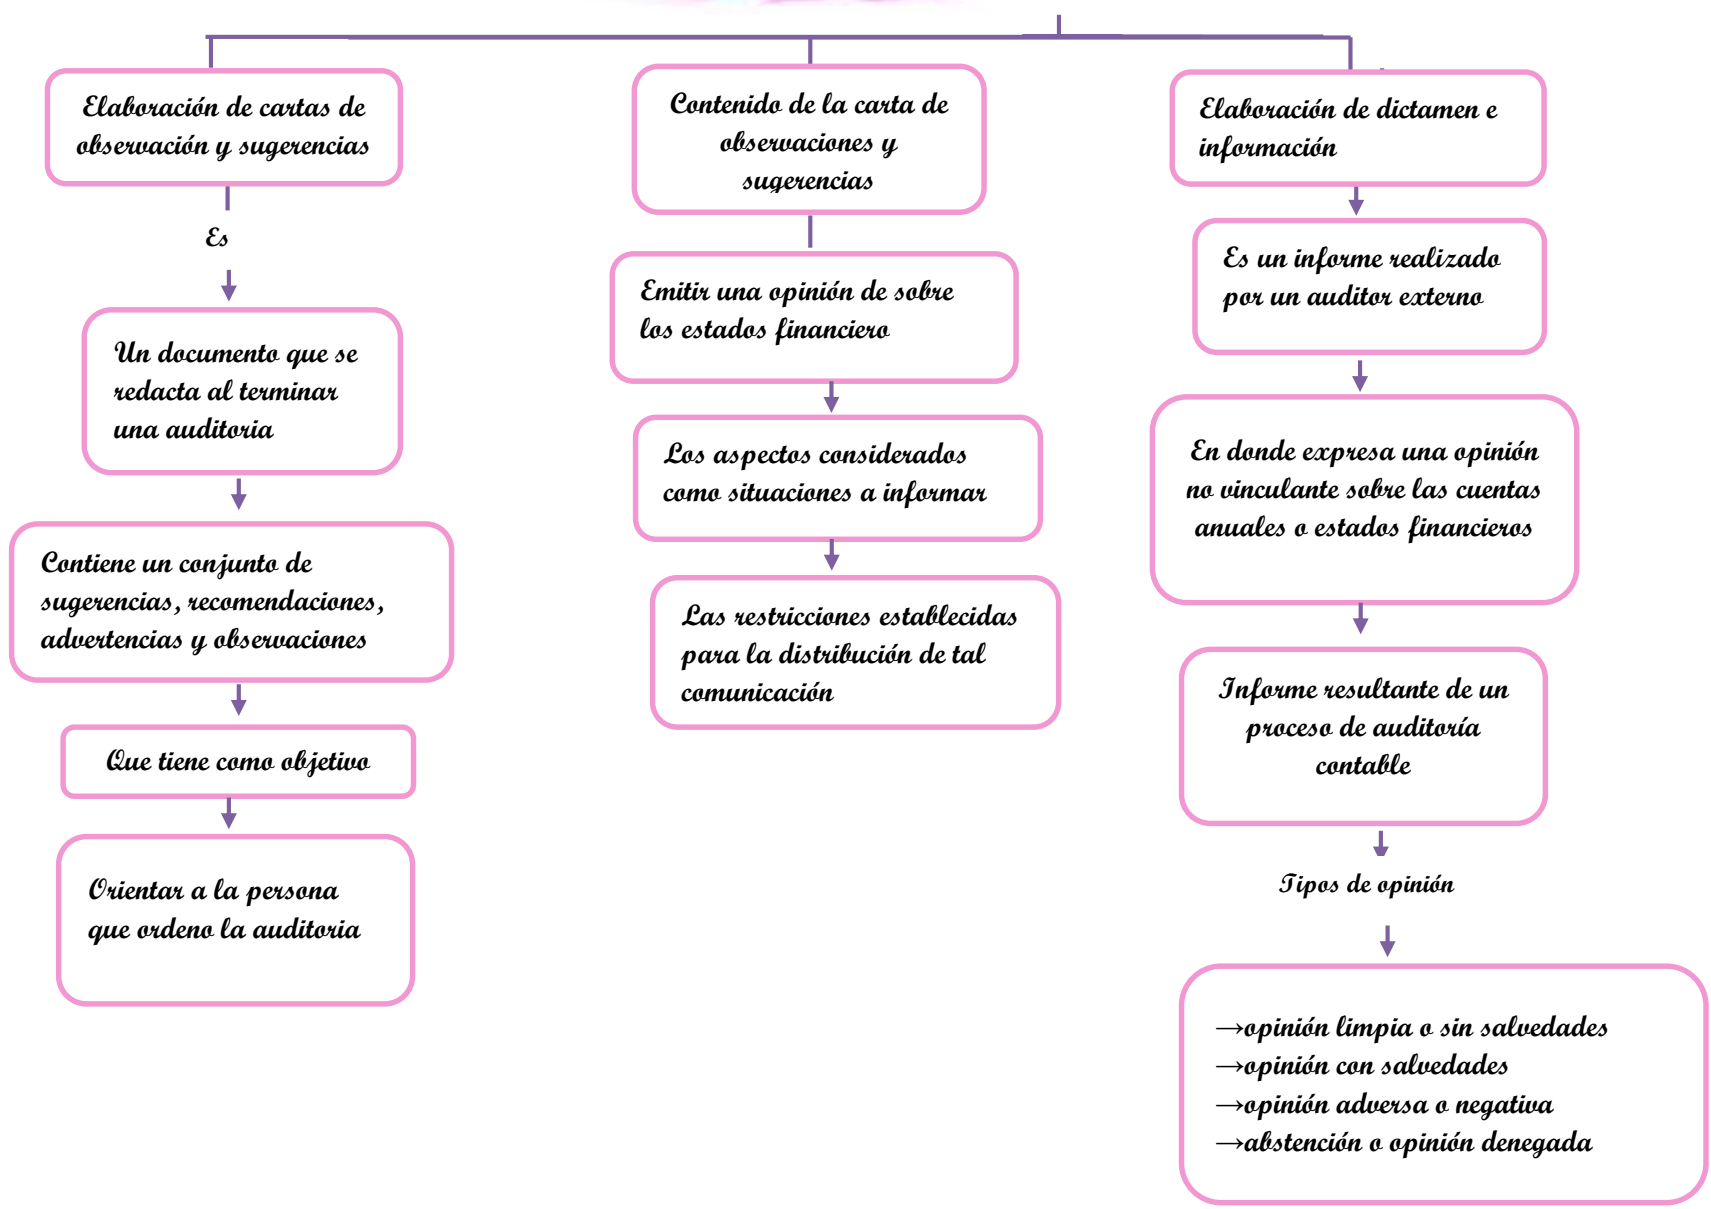 Elaboración de cartas de
observación y sugerencias
Es
Un documento que se
redacta al terminar
una auditoria
Contiene un conjunto de
sugerencias, recomendaciones,
advertencias y observaciones
Que tiene como objetivo
Orientar a la persona
que ordeno la auditoria
Contenido de la carta de
observaciones y
sugerencias
Emitir una opinión de sobre
los estados financiero
Los aspectos considerados
como situaciones a informar
Las restricciones establecidas
para la distribución de tal
comunicación
Elaboración de dictamen e
información
Es un informe realizado
por un auditor externo
En donde expresa una opinión
no vinculante sobre las cuentas
anuales o estados financieros
Informe resultante de un
proceso de auditoría
contable
Tipos de opinión
→opinión limpia o sin salvedades
→opinión con salvedades
→opinión adversa o negativa
→abstención o opinión denegada